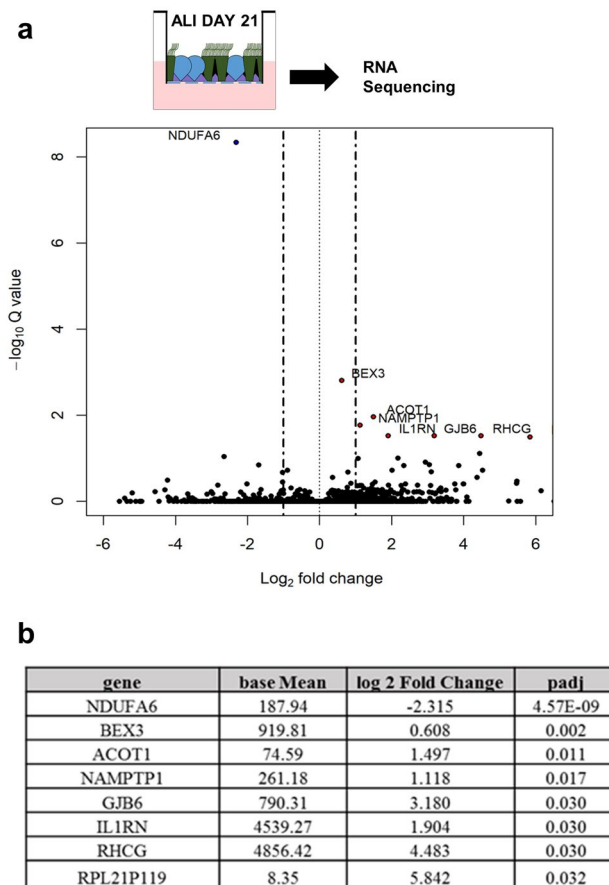 a
ALI DAY 21
RNA
Sequencing
NDUFA6
BEX3
ACOT1
NAMPTP1
IL1RN GJB6 RHCG
8
6
4
2
0
− log10 Q value
-6 -4 -2 0 2 4 6
Log2 fold change
b
gene base Mean log 2 Fold Change padj
NDUFA6 187.94 -2.315 4.57E-09
BEX3 919.81 0.608 0.002
ACOT1 74.59 1.497 0.011
NAMPTP1 261.18 1.118 0.017
GJB6 790.31 3.180 0.030
IL1RN 4539.27 1.904 0.030
RHCG 4856.42 4.483 0.030
RPL21P119 8.35 5.842 0.032